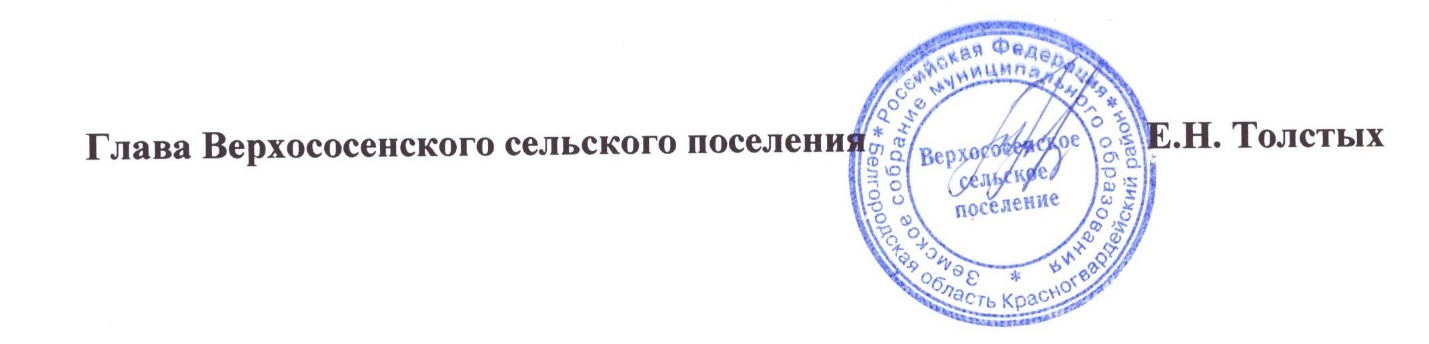 Глава Верхососенского сельского поселения Е.Н. Толстых
* Российская Федерация * Белгородская область Красногвардейский район
Земское собрание муниципального образования *
Верхососенское
сельское
поселение